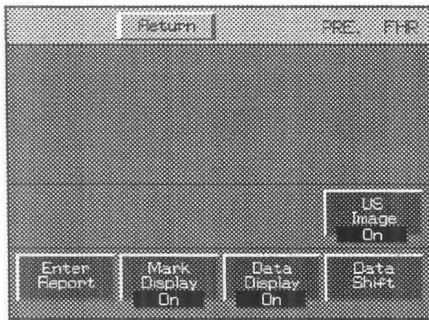 Return PRE. FHR
US
Image
On
Enter Mark Data Data
Report Display Display Shift
On On